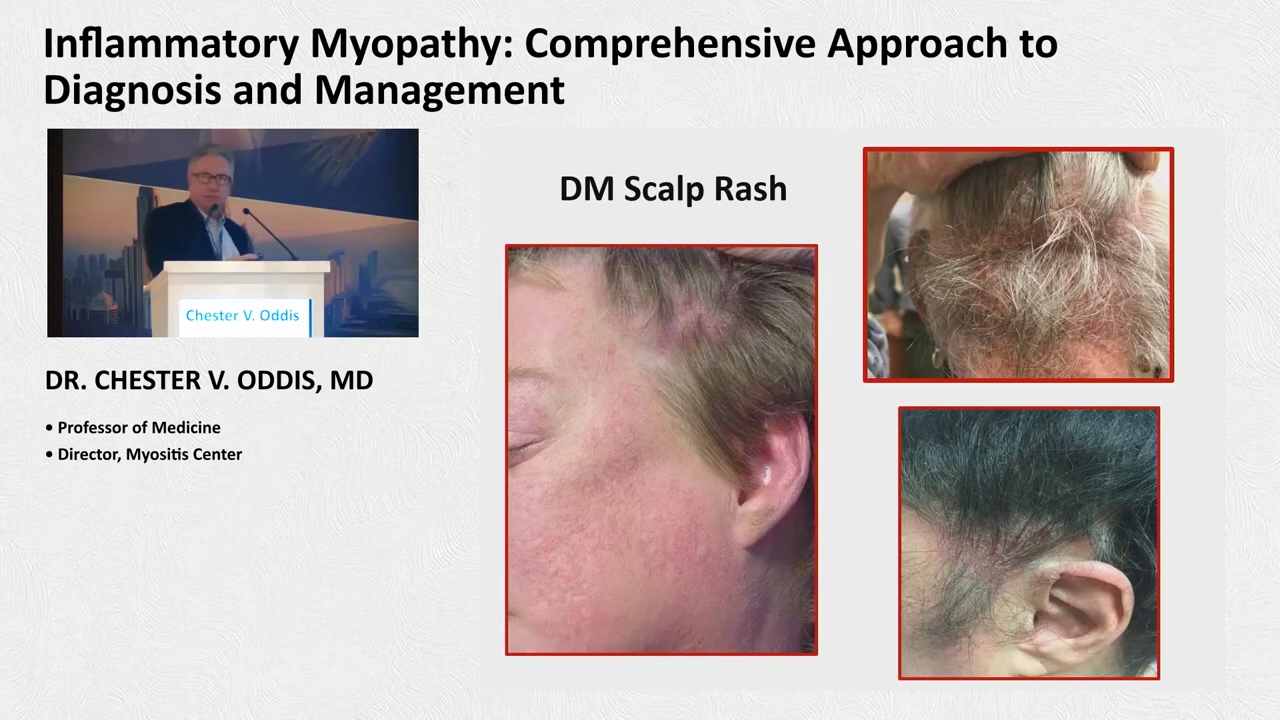 Inflammatory Myopathy: Comprehensive Approach to
Diagnosis and Management
DM Scalp Rash
Chester V. Oddis
DR. CHESTER V. ODDIS, MD
• Professor of Medicine
• Director, Myositis Center